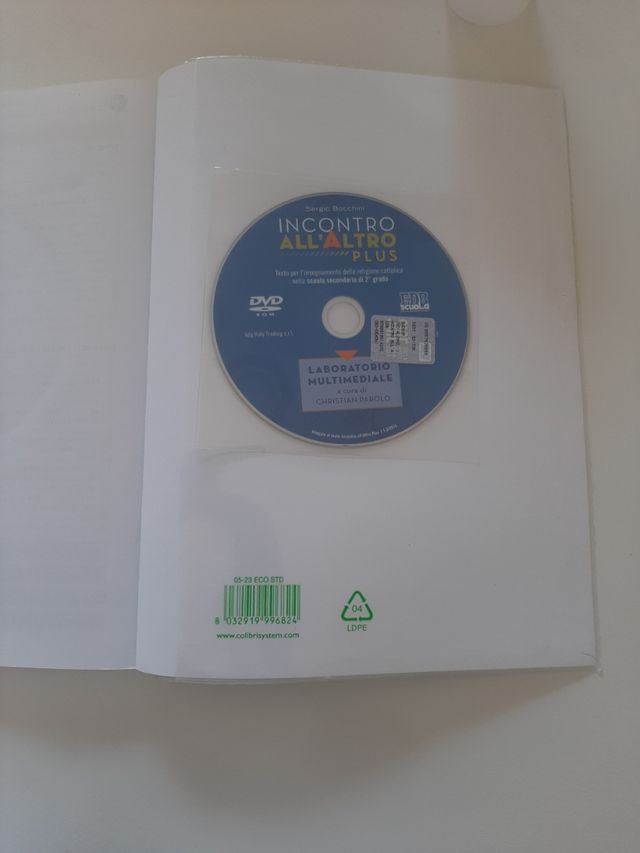 Sergio Bocchini
INCONTRO
ALL'ALTRO
PLUS
Testo per l'insegnamento della religione cattolica
nella scuola secondaria di 2° grado
DVD
ROM
EDB
SCUOLA
LABORATORIO
MULTIMEDIALE
a cura di
CHRISTIAN PAROLO
05-23 ECO STD
8 032919 996824
www.colibrisystem.com
04
LDPE